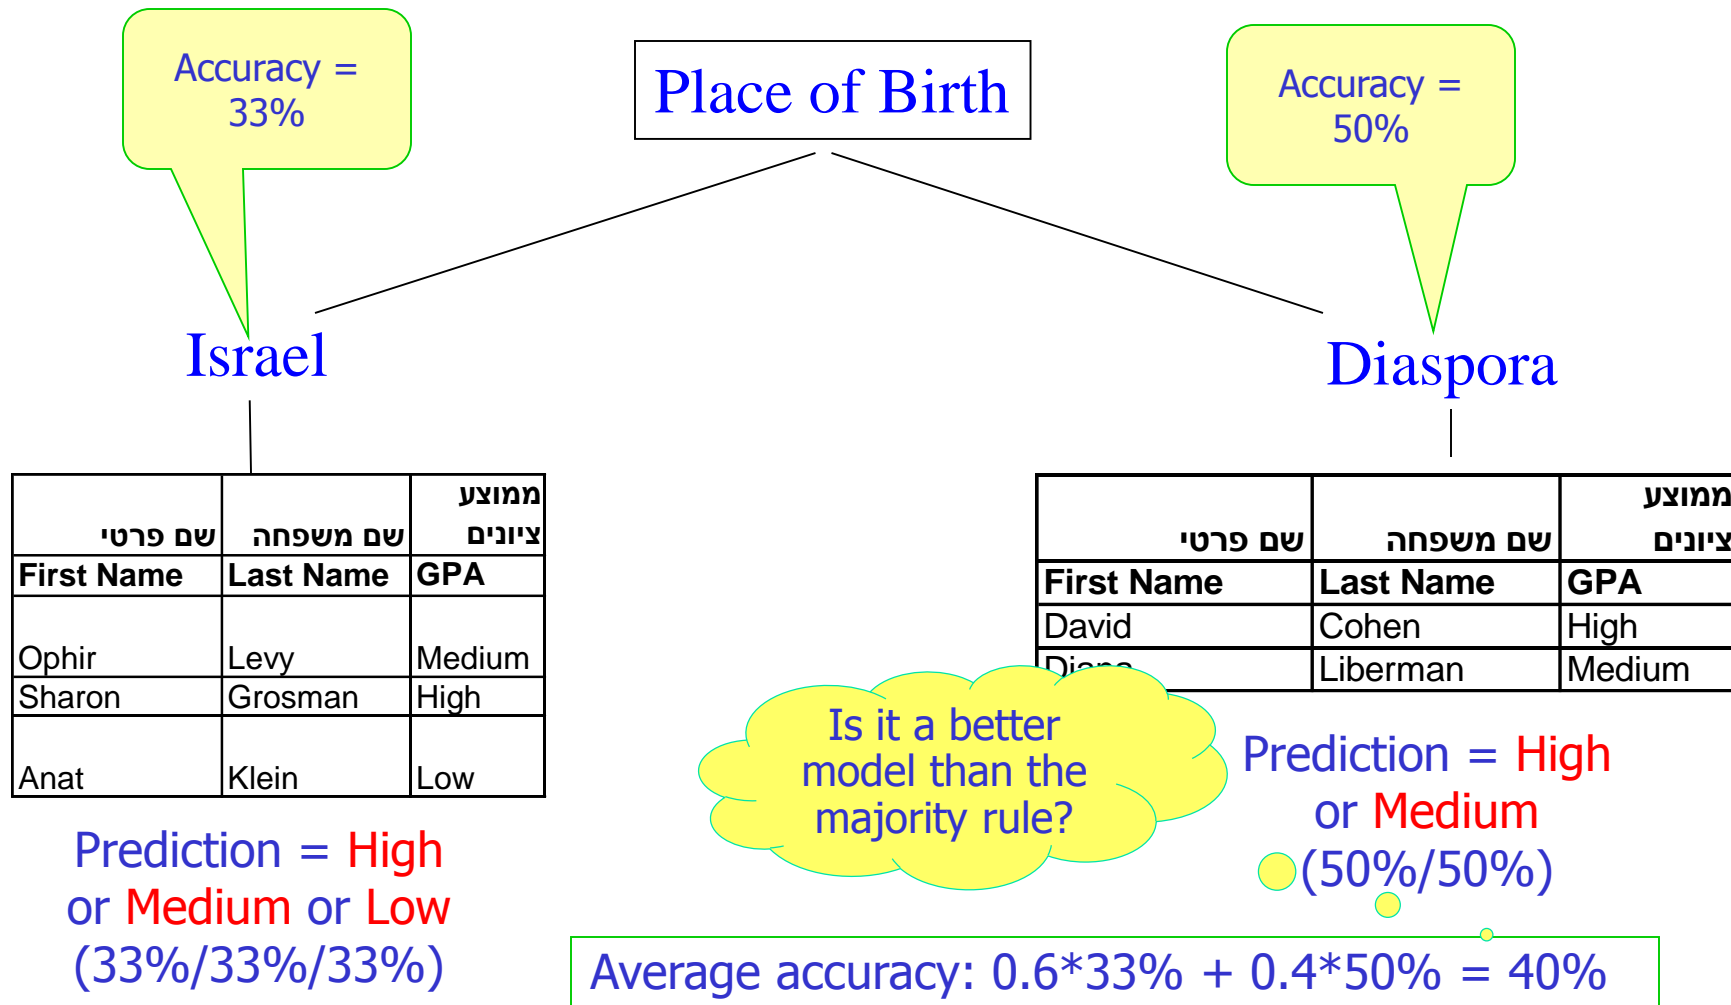 Accuracy =
33%
Place of Birth
Accuracy =
50%
Israel
Diaspora
ממוצע
שם פרטי שם משפחה ציונים
First Name Last Name GPA
Ophir Levy Medium
Sharon Grosman High
Anat Klein Low
ממוצע
שם פרטי שם משפחה ציונים
First Name Last Name GPA
David Cohen High
Liberman Medium
Is it a better
model than the
majority rule?
Prediction = High
or Medium
(50%/50%)
Prediction = High
or Medium or Low
(33%/33%/33%)
Average accuracy: 0.6*33% + 0.4*50% = 40%